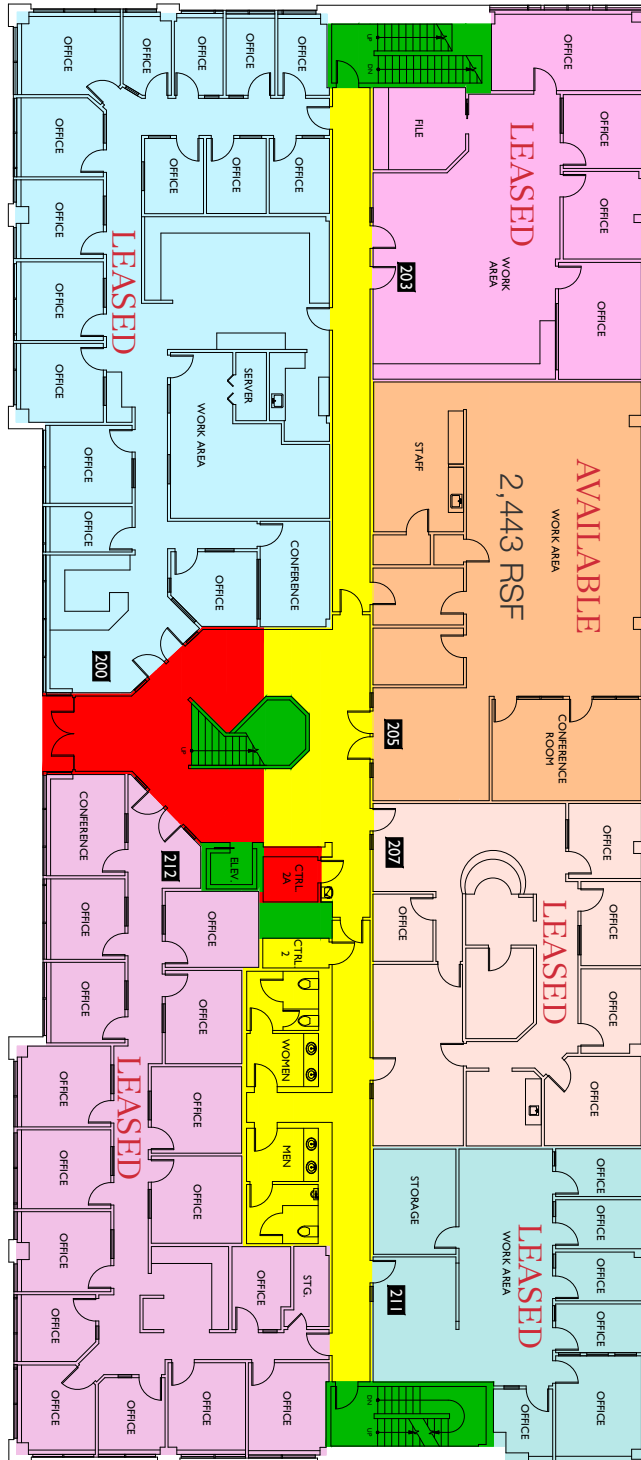 UP
DN
OFFICE
OFFICE
OFFICE
OFFICE
OFFICE
OFFICE
OFFICE
OFFICE
OFFICE
OFFICE
OFFICE
OFFICE
LEASED
SERVER
WORK AREA
OFFICE
OFFICE
CONFERENCE
OFFICE
200
OFFICE
FILE
LEASED
OFFICE
OFFICE
WORK
AREA
203
OFFICE
AVAILABLE
WORK AREA
2,443 RSF
STAFF
CONFERENCE
ROOM
205
UP
ELEV.
CTRL
2A
CTRL
2
WOMEN
MEN
207
OFFICE
OFFICE
LEASED
OFFICE
OFFICE
OFFICE
OFFICE
OFFICE
OFFICE
OFFICE
LEASED
WORK AREA
STORAGE
211
OFFICE
OFFICE
DN
UP
CONFERENCE
212
OFFICE
OFFICE
OFFICE
OFFICE
OFFICE
LEASED
OFFICE
OFFICE
OFFICE
OFFICE
OFFICE
OFFICE
STG.
OFFICE
OFFICE
OFFICE
OFFICE